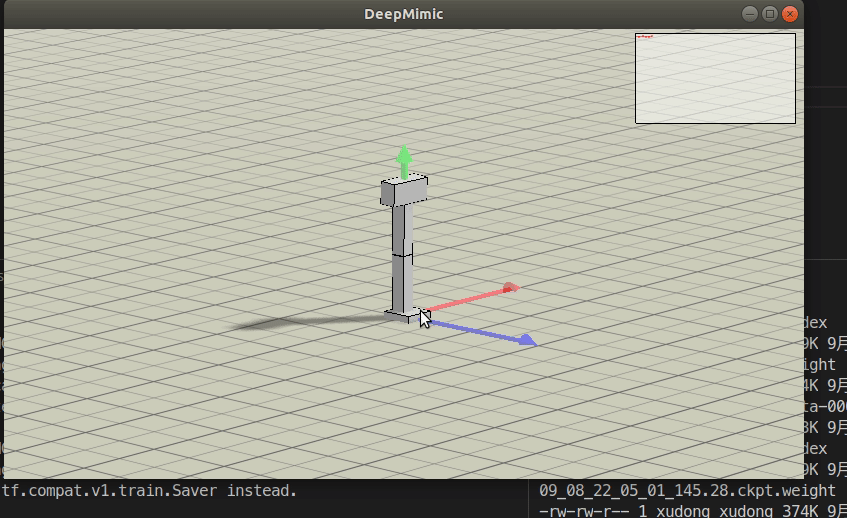 DeepMimic
dex
9K 9月
ight
4K 9月
ta-000
3K 9月
dex
9K 9月
tf.compat.v1.train.Saver instead.
09_08_22_05_01_145.28.ckpt.weight
-rw-rw-r-- 1 xudong xudong 374K 9月